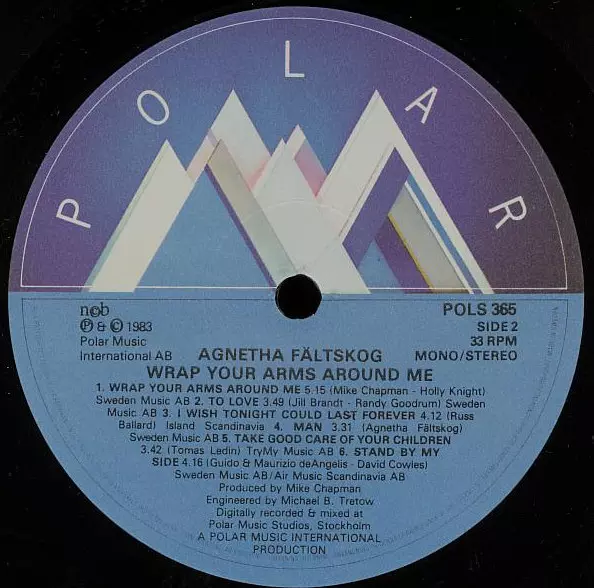 POLAR
ncb
Ⓟ & © 1983
Polar Music
International AB
POLS 365
SIDE 2
33 RPM
MONO/STEREO
AGNETHA FÄLTSKOG
WRAP YOUR ARMS AROUND ME
1. WRAP YOUR ARMS AROUND ME 5.15 (Mike Chapman - Holly Knight)
Sweden Music AB 2. TO LOVE 3.49 (Jill Brandt - Randy Goodrum) Sweden
Music AB 3. I WISH TONIGHT COULD LAST FOREVER 4.12 (Russ
Ballard) Island Scandinavia 4. MAN 3.31 (Agnetha Fältskog)
Sweden Music AB 5. TAKE GOOD CARE OF YOUR CHILDREN
3.42 (Tomas Ledin) TryMy Music AB 6. STAND BY MY
SIDE 4.16 (Guido & Maurizio deAngelis - David Cowles)
Sweden Music AB/Air Music Scandinavia AB
Produced by Mike Chapman
Engineered by Michael B. Tretow
Digitally recorded & mixed at
Polar Music Studios, Stockholm
A POLAR MUSIC INTERNATIONAL
PRODUCTION